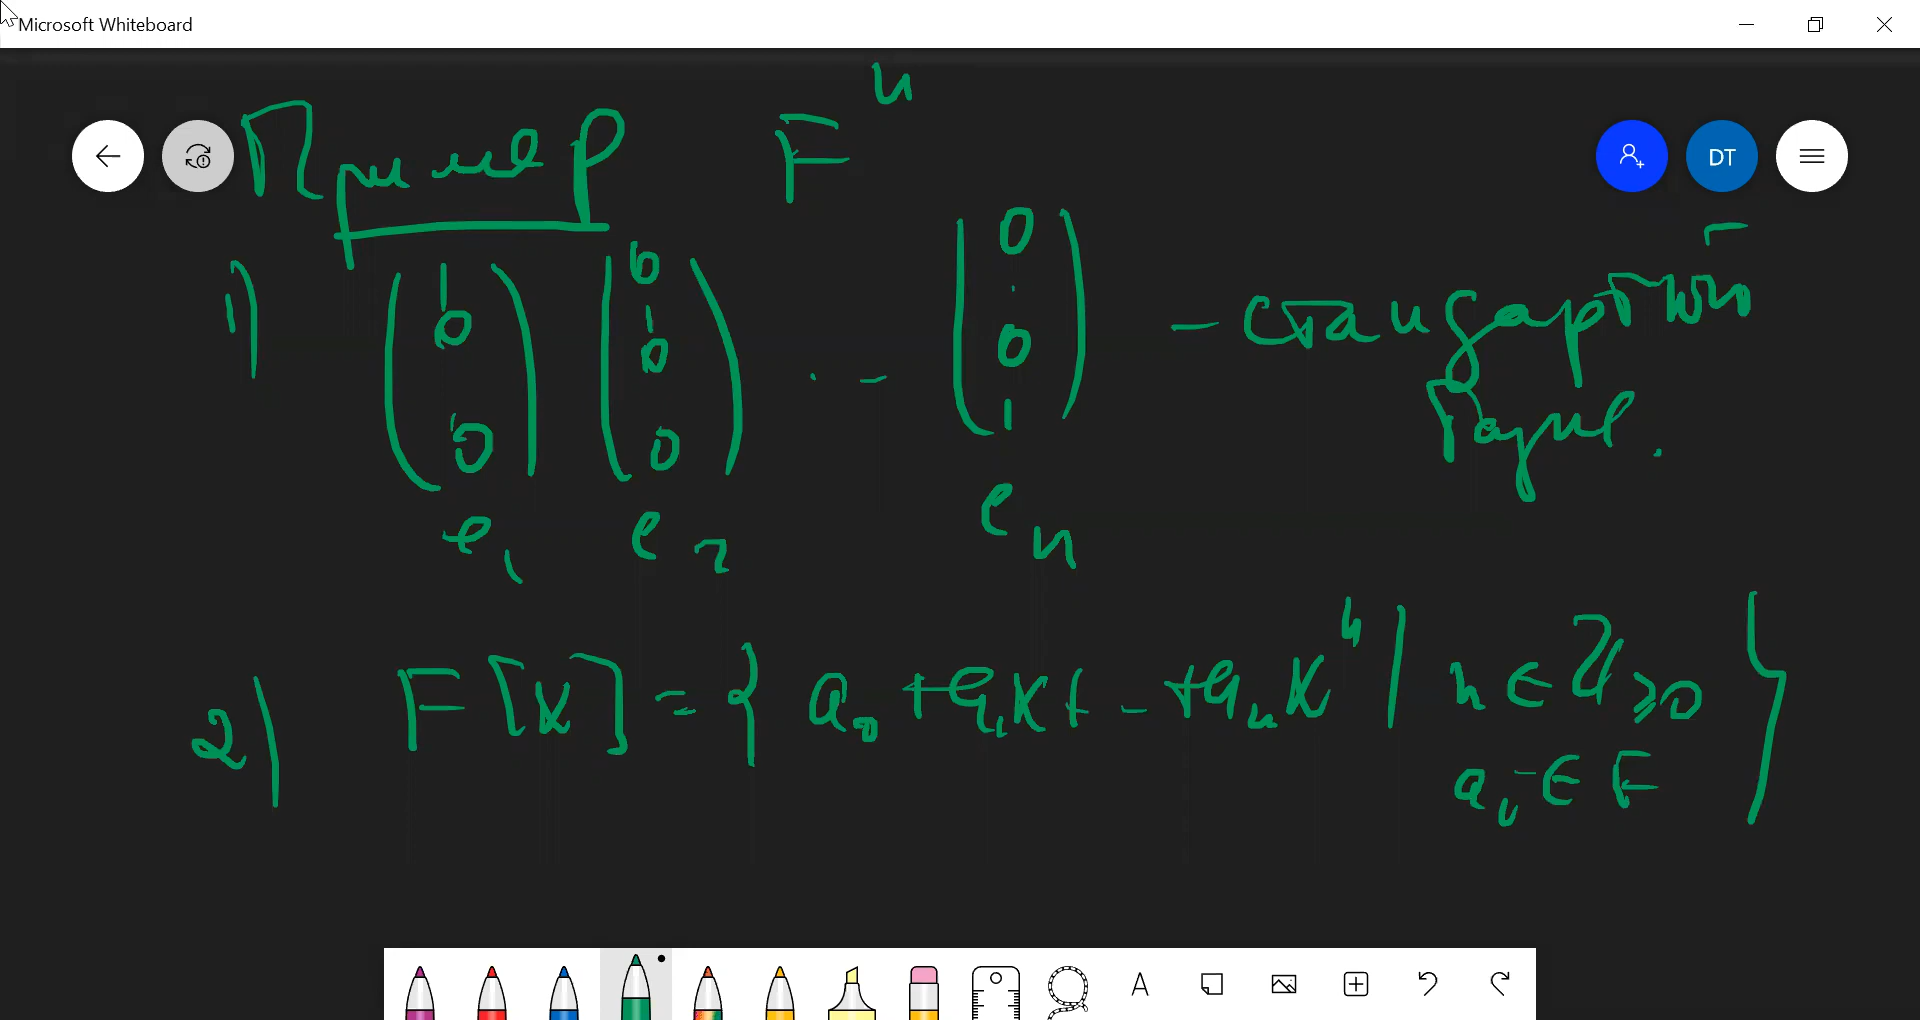 Microsoft Whiteboard
Пример F^n
DT
1) (1 0 0) (0 1 0 0) . . - (0 . 0 1) - стандартный
базис.
e_1 e_2 e_n
2) F[x] = { a_0 + a_1x + - + a_nx^n | n ∈ Z_≥0
a_i ∈ F }
A